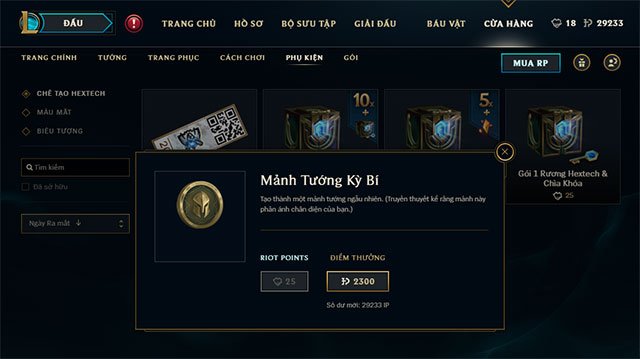 ĐẤU
TRANG CHỦ HỒ SƠ BỘ SƯU TẬP GIẢI ĐẤU BÁU VẬT CỬA HÀNG 18 29233
TRANG CHÍNH TƯỚNG TRANG PHỤC CÁCH CHƠI PHỤ KIỆN GÓI MUA RP
CHẾ TẠO HEXTECH
MÀU MẮT
BIỂU TƯỢNG
Tìm kiếm
Đã sở hữu
Ngày Ra mắt
10x
+
5x
+
Gói 1 Rương Hextech &
Chìa Khóa
25
Mảnh Tướng Kỳ Bí
Tạo thành một mảnh tướng ngẫu nhiên. (Truyền thuyết kể rằng mảnh này
phản ánh chân diện của bạn.)
RIOT POINTS ĐIỂM THƯỞNG
25 2300
Số dư mới: 29233 IP